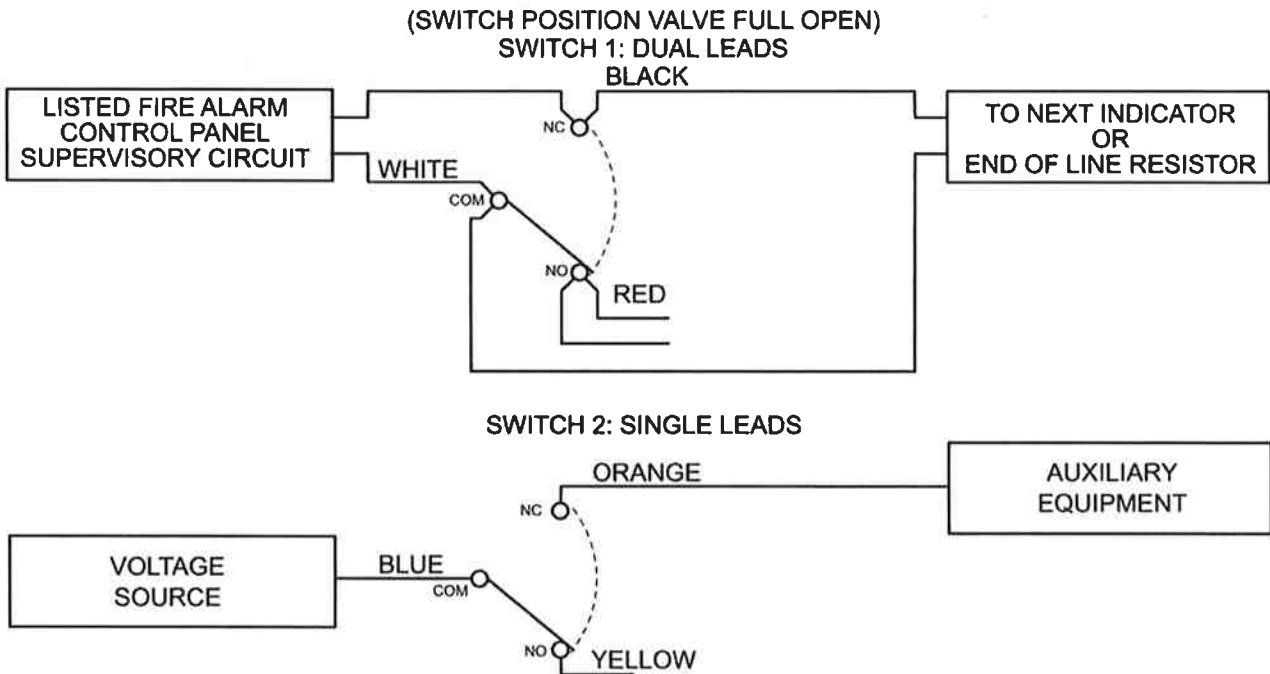 (SWITCH POSITION VALVE FULL OPEN)
SWITCH 1: DUAL LEADS
BLACK
LISTED FIRE ALARM
CONTROL PANEL
SUPERVISORY CIRCUIT
NC
TO NEXT INDICATOR
OR
END OF LINE RESISTOR
WHITE
COM
NO
RED
SWITCH 2: SINGLE LEADS
ORANGE
NC
AUXILIARY
EQUIPMENT
VOLTAGE
SOURCE
BLUE
COM
NO
YELLOW